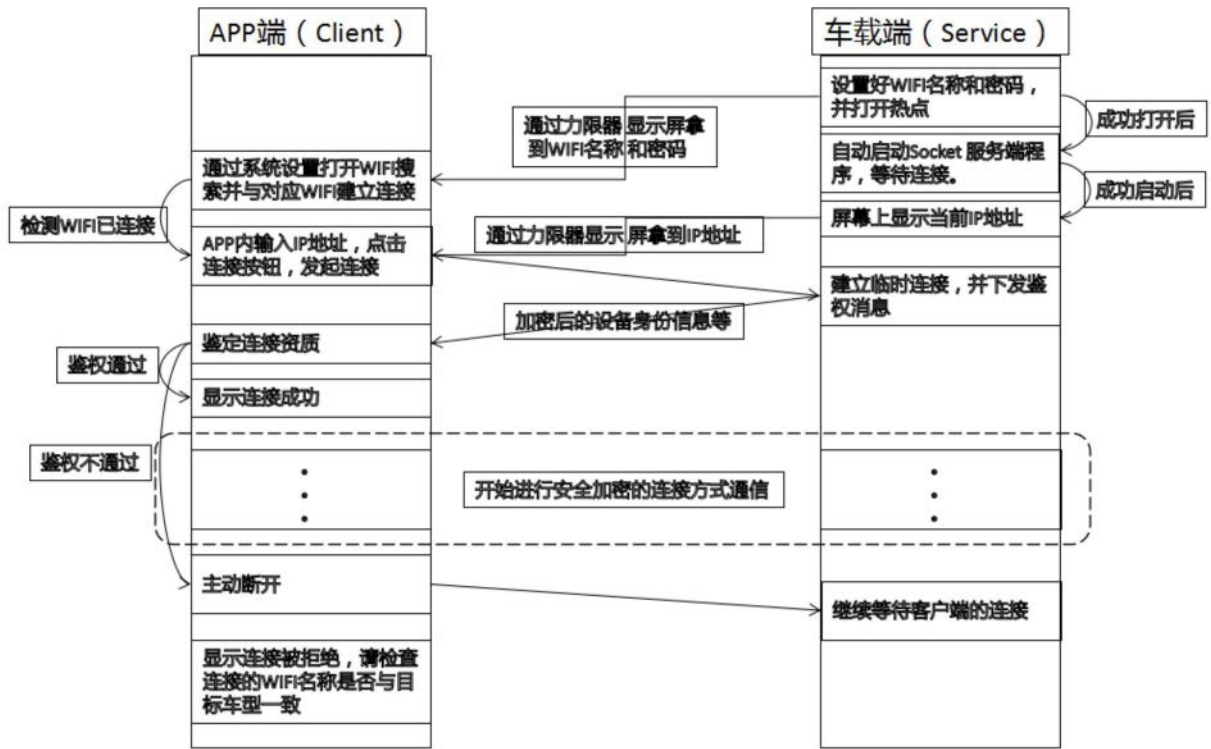 APP端（Client）
车载端（Service）
设置好WIFI名称和密码，
并打开热点
成功打开后
通过力限器 显示屏拿
到WIFI名称 和密码
自动启动Socket 服务端程
序，等待连接。
通过系统设置打开WIFI搜
索并与对应WIFI建立连接
成功启动后
检测WIFI已连接
屏幕上显示当前IP地址
通过力限器显示 屏拿到IP地址
APP内输入IP地址，点击
连接按钮，发起连接
建立临时连接，并下发鉴
权消息
加密后的设备身份信息等
鉴定连接资质
鉴权通过
显示连接成功
鉴权不通过
开始进行安全加密的连接方式通信
主动断开
继续等待客户端的连接
显示连接被拒绝，请检查
连接的WIFI名称是否与目
标车型一致